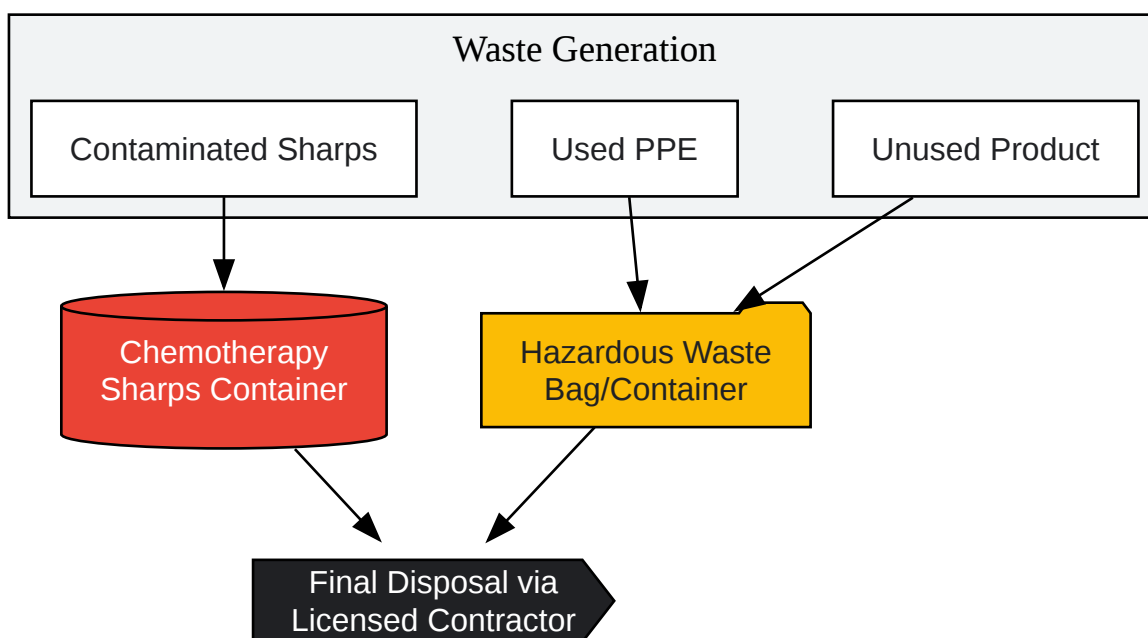 Waste Generation
Contaminated Sharps
Used PPE
Unused Product
Chemotherapy
Sharps Container
Hazardous Waste
Bag/Container
Final Disposal via
Licensed Contractor